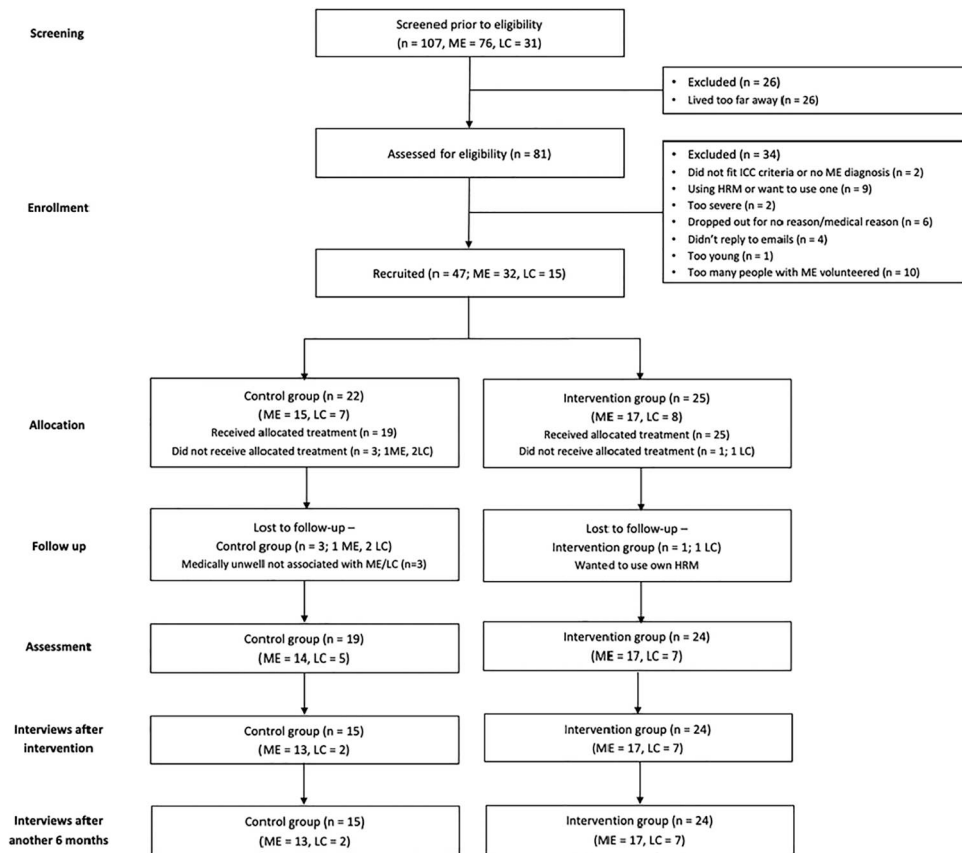 Screening
Screened prior to eligibility
(n = 107, ME = 76, LC = 31)
• Excluded (n = 26)
• Lived too far away (n = 26)
Assessed for eligibility (n = 81)
Enrollment
• Excluded (n = 34)
• Did not fit ICC criteria or no ME diagnosis (n = 2)
• Using HRM or want to use one (n = 9)
• Too severe (n = 2)
• Dropped out for no reason/medical reason (n = 6)
• Didn't reply to emails (n = 4)
• Too young (n = 1)
• Too many people with ME volunteered (n = 10)
Recruited (n = 47; ME = 32, LC = 15)
Allocation
Control group (n = 22)
(ME = 15, LC = 7)
Received allocated treatment (n = 19)
Did not receive allocated treatment (n = 3; 1ME, 2LC)
Intervention group (n = 25)
(ME = 17, LC = 8)
Received allocated treatment (n = 25)
Did not receive allocated treatment (n = 1; 1 LC)
Follow up
Lost to follow-up –
Control group (n = 3; 1 ME, 2 LC)
Medically unwell not associated with ME/LC (n=3)
Lost to follow-up –
Intervention group (n = 1; 1 LC)
Wanted to use own HRM
Assessment
Control group (n = 19)
(ME = 14, LC = 5)
Intervention group (n = 24)
(ME = 17, LC = 7)
Interviews after
intervention
Control group (n = 15)
(ME = 13, LC = 2)
Intervention group (n = 24)
(ME = 17, LC = 7)
Interviews after
another 6 months
Control group (n = 15)
(ME = 13, LC = 2)
Intervention group (n = 24)
(ME = 17, LC = 7)